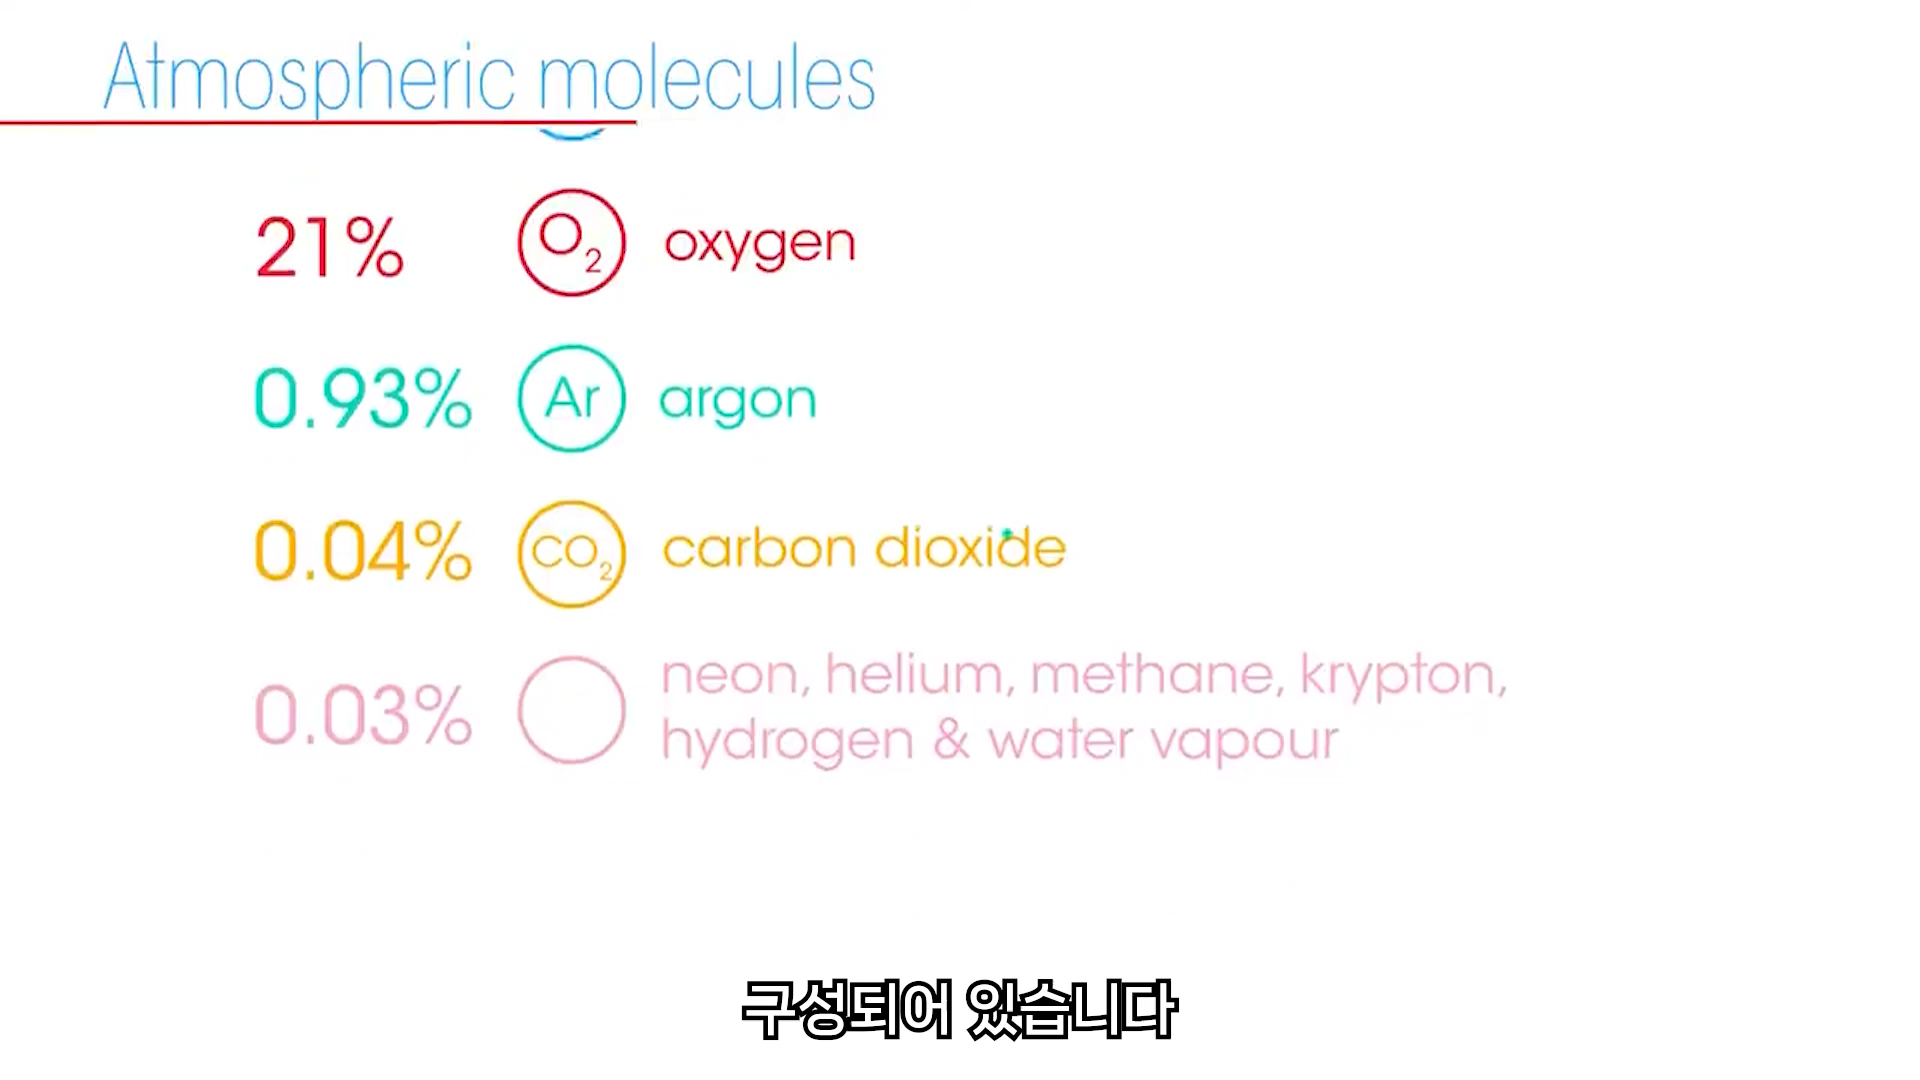 Atmospheric molecules
21% O₂ oxygen
0.93% Ar argon
0.04% CO₂ carbon dioxide
0.03% neon, helium, methane, krypton,
hydrogen & water vapour
구성되어 있습니다